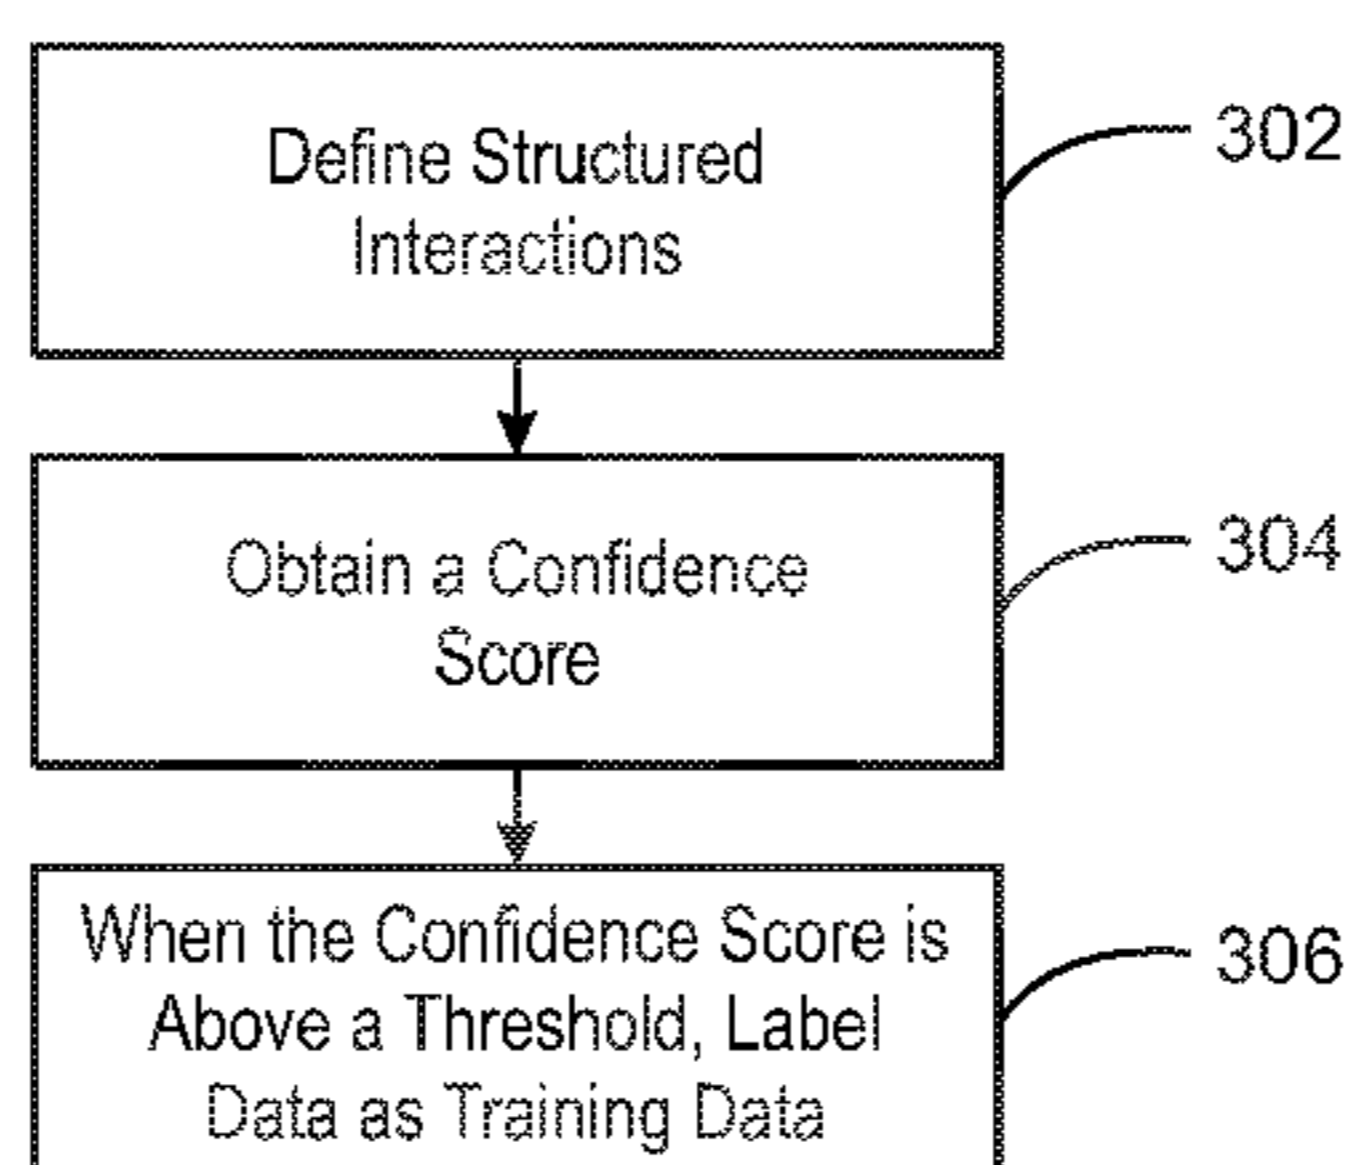 Define Structured
Interactions
302
Obtain a Confidence
Score
304
When the Confidence Score is
Above a Threshold, Label
Data as Training Data
306